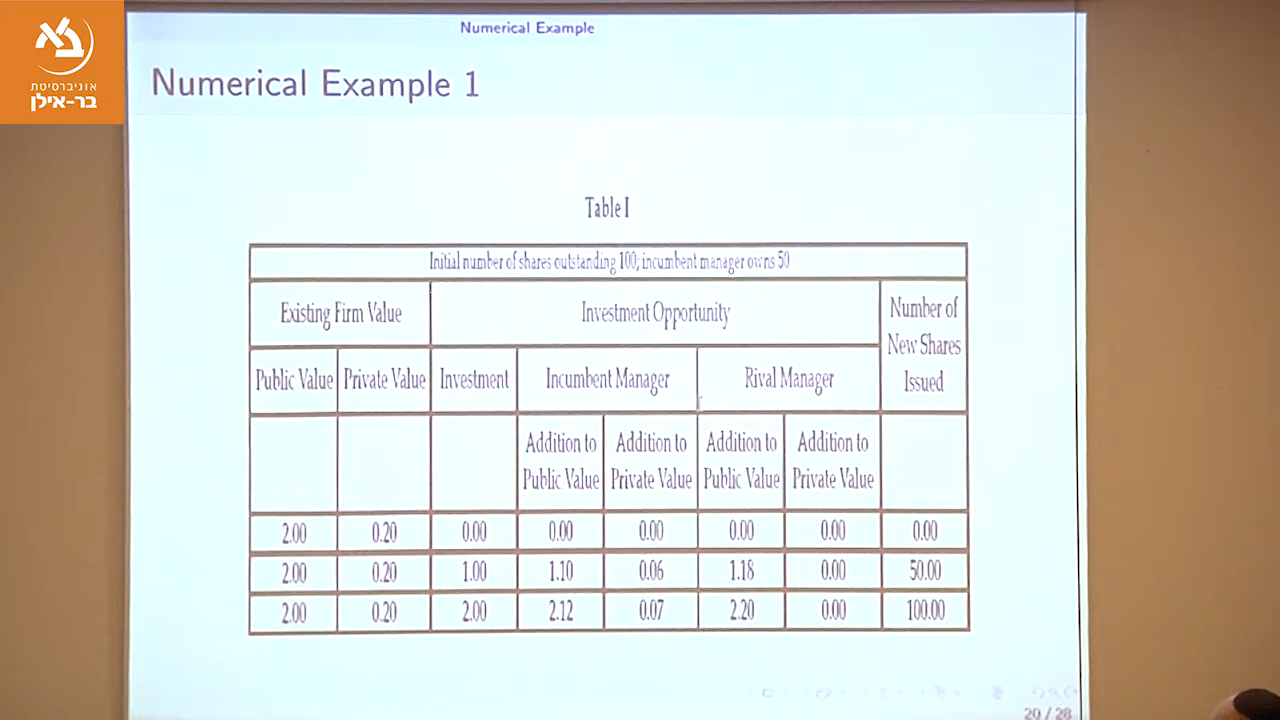 אוניברסיטת
בר-אילן
Numerical Example
Numerical Example 1
Table I
Initial number of shares outstanding 100; incumbent manager owns 50
Existing Firm Value
Investment Opportunity
Number of
New Shares
Issued
Public Value
Private Value
Investment
Incumbent Manager
Rival Manager
Addition to
Public Value
Addition to
Private Value
Addition to
Public Value
Addition to
Private Value
2.00 0.20 0.00 0.00 0.00 0.00 0.00 0.00
2.00 0.20 1.00 1.10 0.06 1.18 0.00 50.00
2.00 0.20 2.00 2.12 0.07 2.20 0.00 100.00
20 / 28